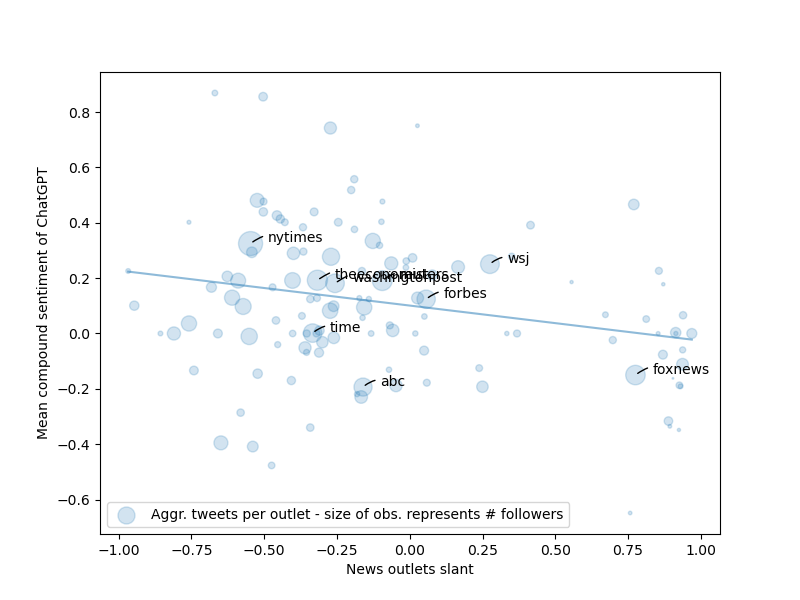 Mean compound sentiment of ChatGPT
0.8
0.6
0.4
0.2
0.0
−0.2
−0.4
−0.6
nytimes
wsj
theeconomist
reuters
washingtonpost
forbes
time
foxnews
abc
Aggr. tweets per outlet - size of obs. represents # followers
−1.00 −0.75 −0.50 −0.25 0.00 0.25 0.50 0.75 1.00
News outlets slant